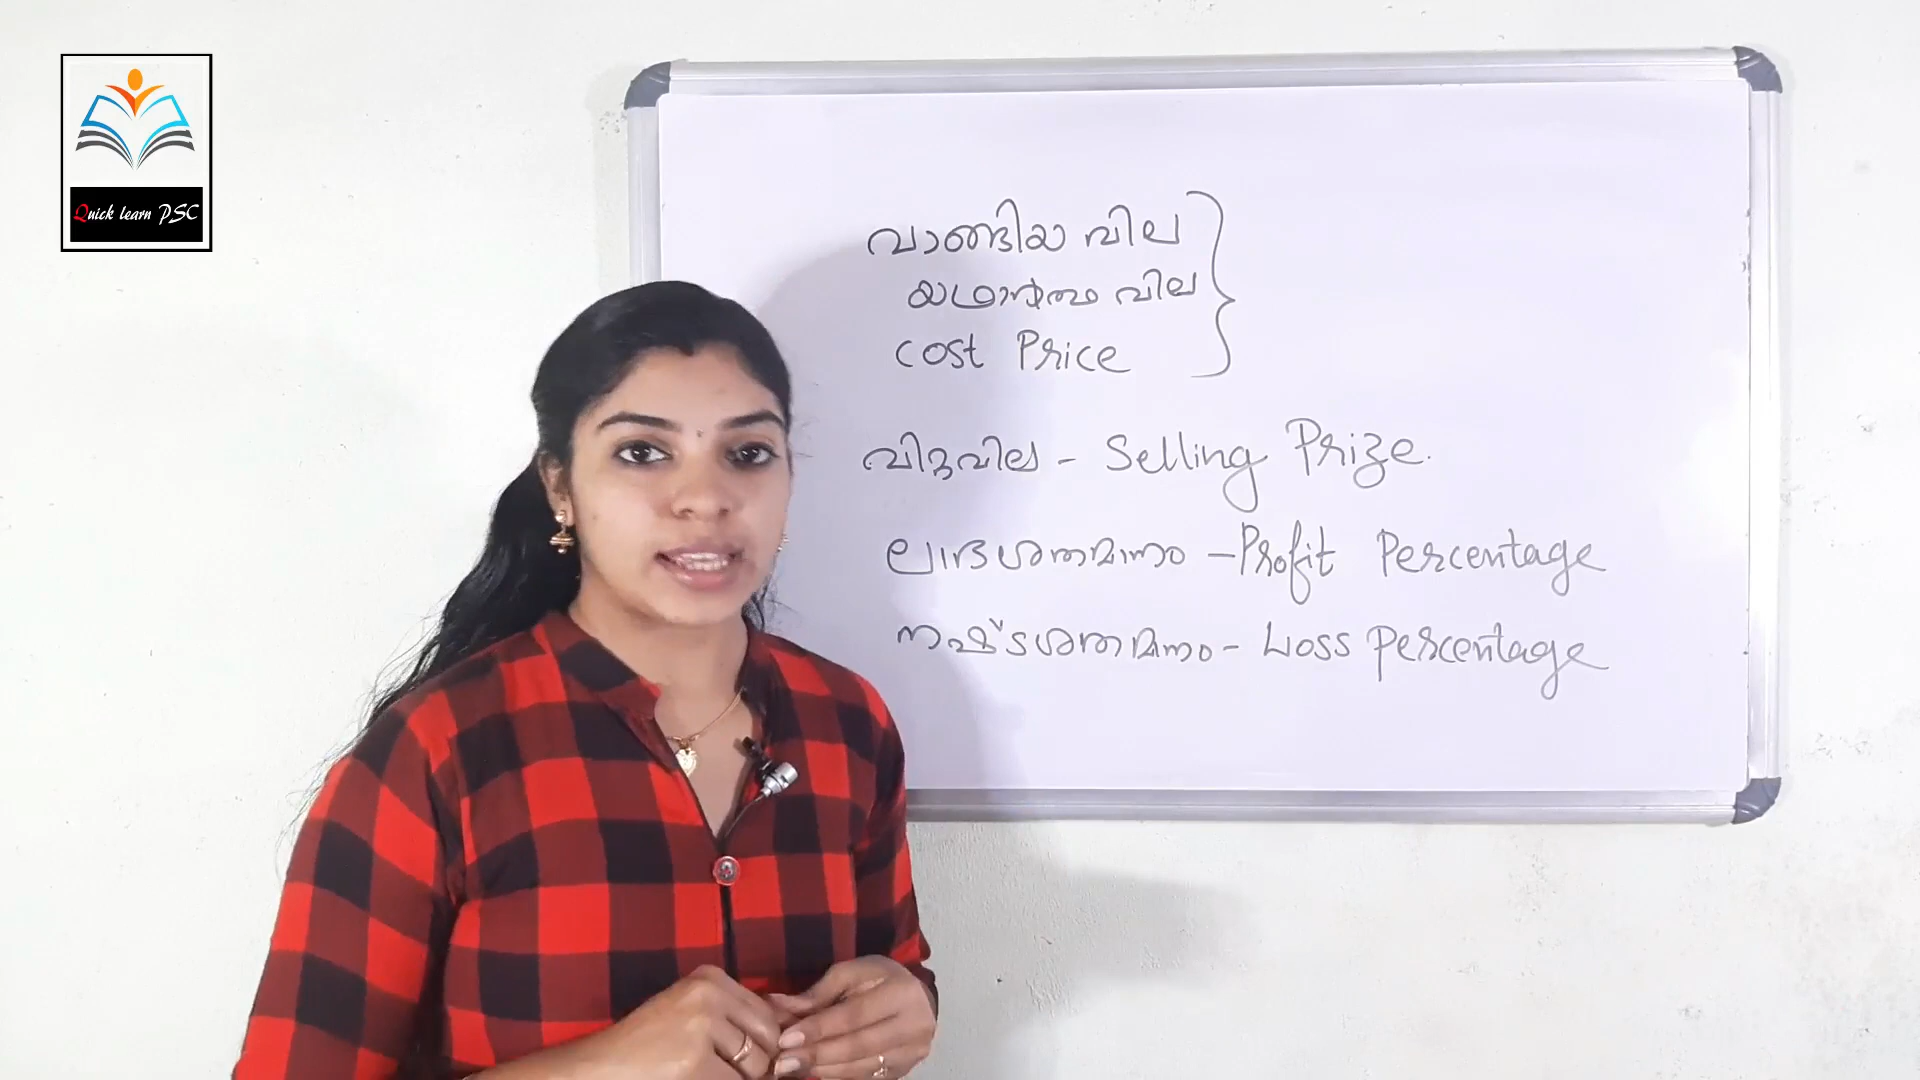 Quick learn PSC
വാങ്ങിയ വില
യഥാർത്ഥ വില
Cost Price
വിറ്റവില - Selling Prize.
ലാഭശതമാനം - Profit Percentage
നഷ്ടശതമാനം - Loss Percentage